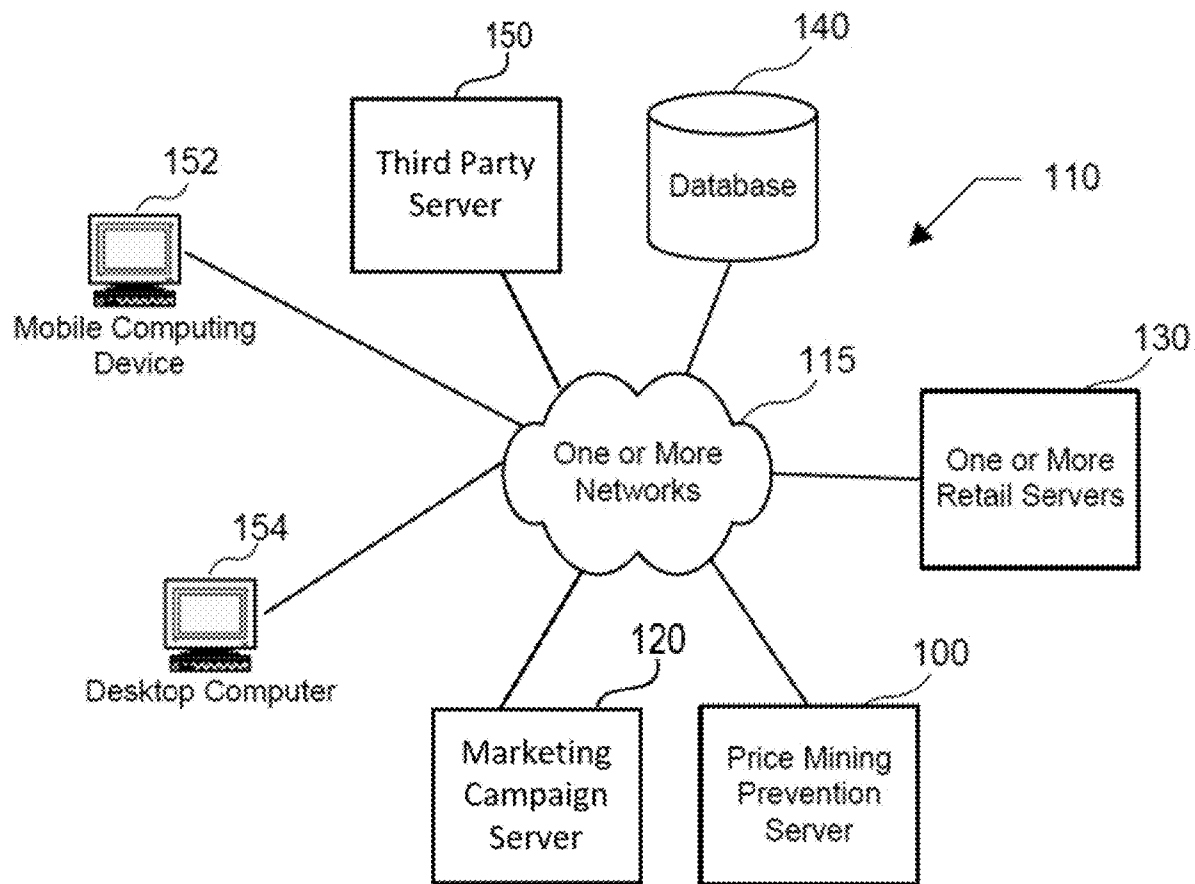 150
140
Third Party
Server
Database
110
152
Mobile Computing
Device
130
115
One or More
Networks
One or More
Retail Servers
154
Desktop Computer
120
100
Marketing
Campaign
Server
Price Mining
Prevention
Server